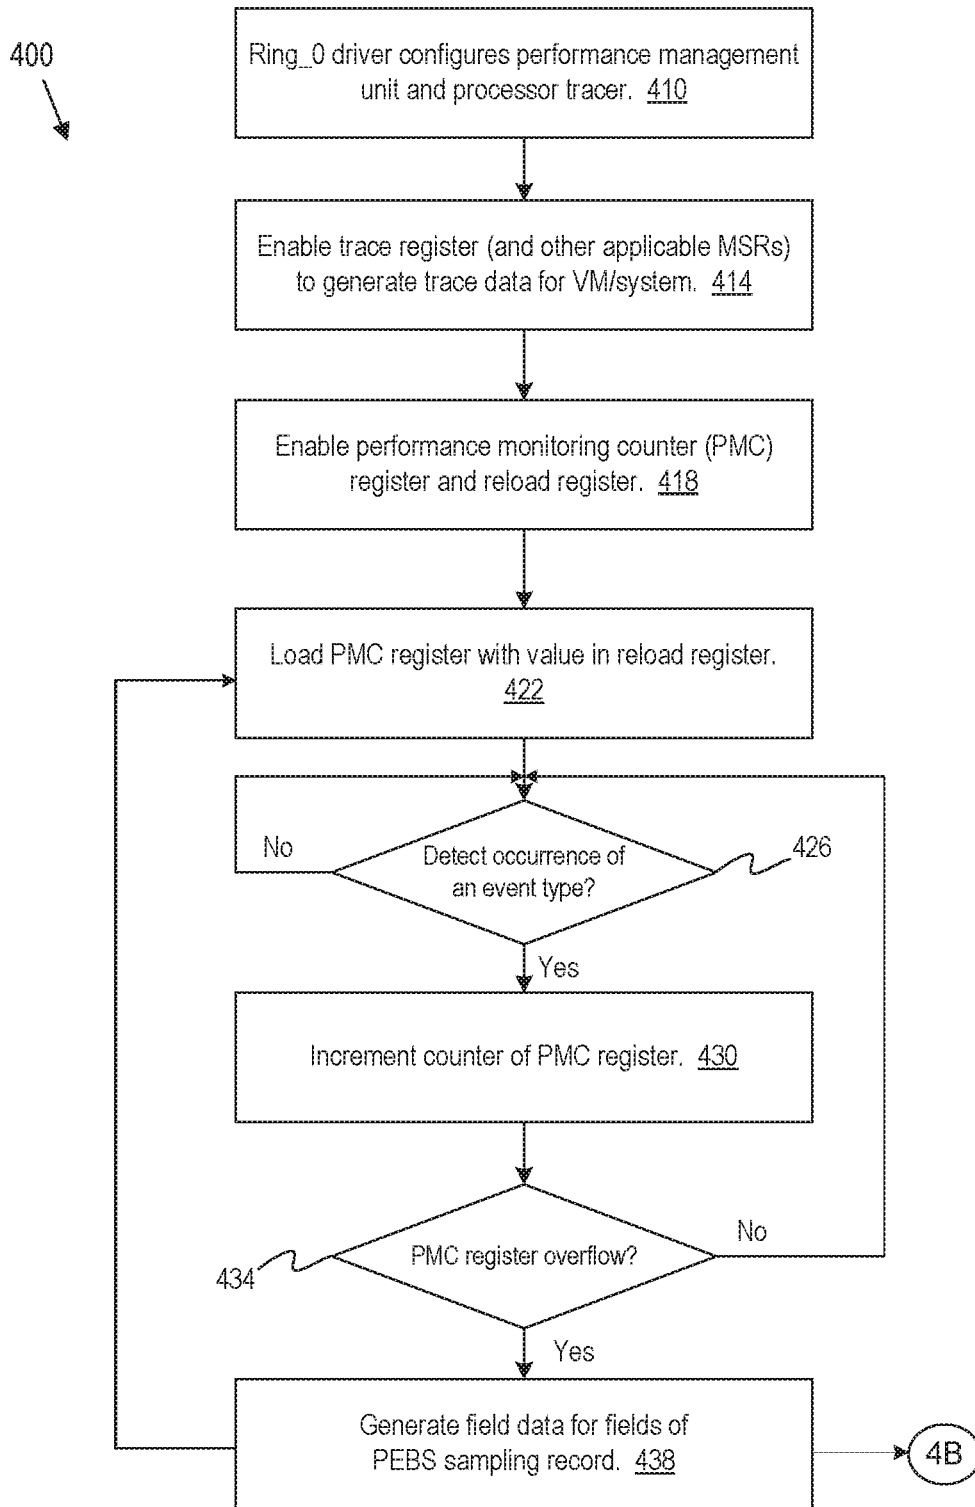 400
Ring_0 driver configures performance management
unit and processor tracer. 410
Enable trace register (and other applicable MSRs)
to generate trace data for VM/system. 414
Enable performance monitoring counter (PMC)
register and reload register. 418
Load PMC register with value in reload register.
422
No
Detect occurrence of
an event type?
426
Yes
Increment counter of PMC register. 430
PMC register overflow?
No
434
Yes
Generate field data for fields of
PEBS sampling record. 438
4B